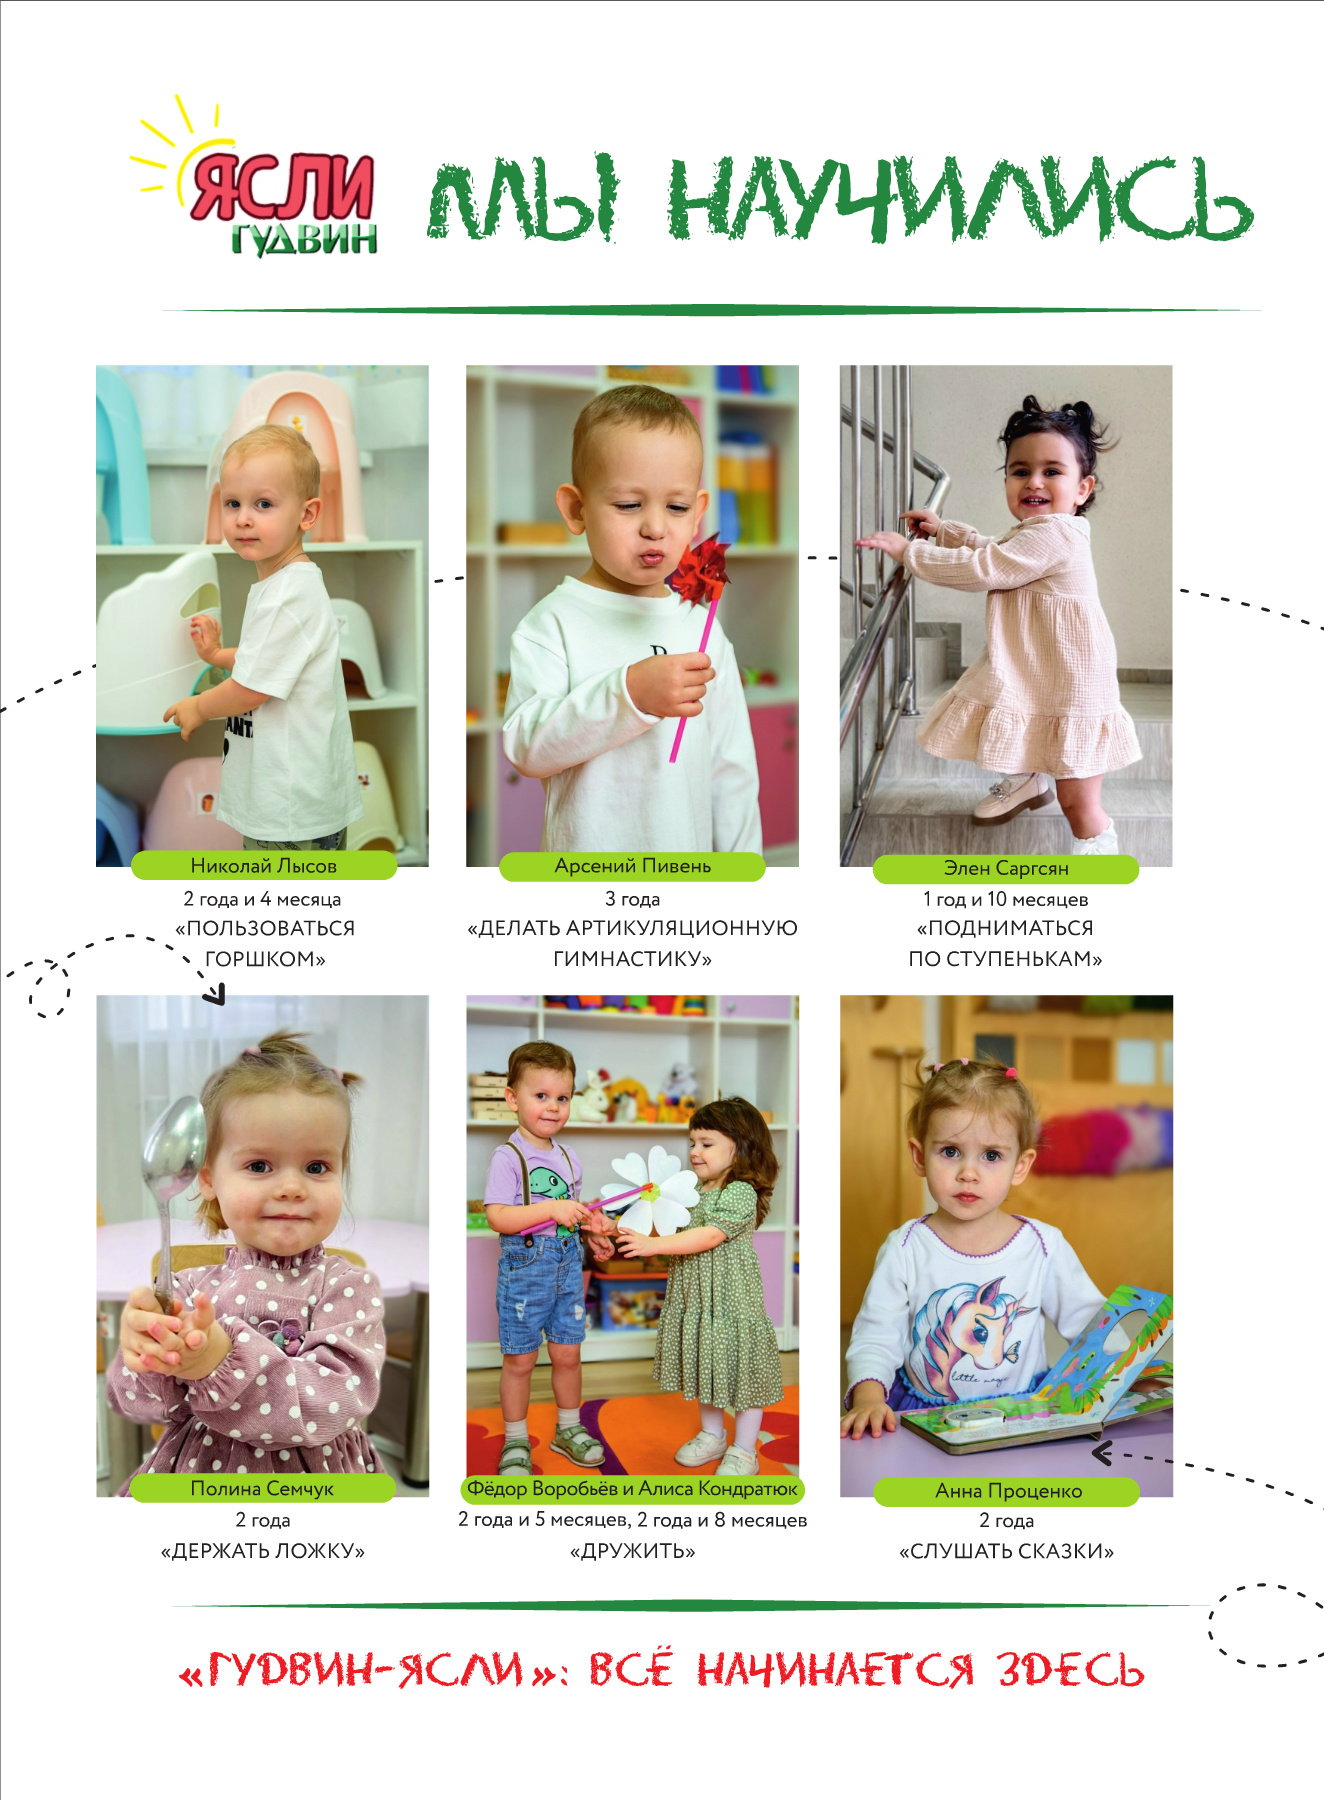 ЯСЛИ
ГУДВИН
МЫ НАУЧИЛИСЬ
Николай Лысов
2 года и 4 месяца
«ПОЛЬЗОВАТЬСЯ
ГОРШКОМ»
Арсений Пивень
3 года
«ДЕЛАТЬ АРТИКУЛЯЦИОННУЮ
ГИМНАСТИКУ»
Элен Саргсян
1 год и 10 месяцев
«ПОДНИМАТЬСЯ
ПО СТУПЕНЬКАМ»
Полина Семчук
2 года
«ДЕРЖАТЬ ЛОЖКУ»
Фёдор Воробьёв и Алиса Кондратюк
2 года и 5 месяцев, 2 года и 8 месяцев
«ДРУЖИТЬ»
little magic
Анна Проценко
2 года
«СЛУШАТЬ СКАЗКИ»
«ГУДВИН-ЯСЛИ»: ВСЁ НАЧИНАЕТСЯ ЗДЕСЬ